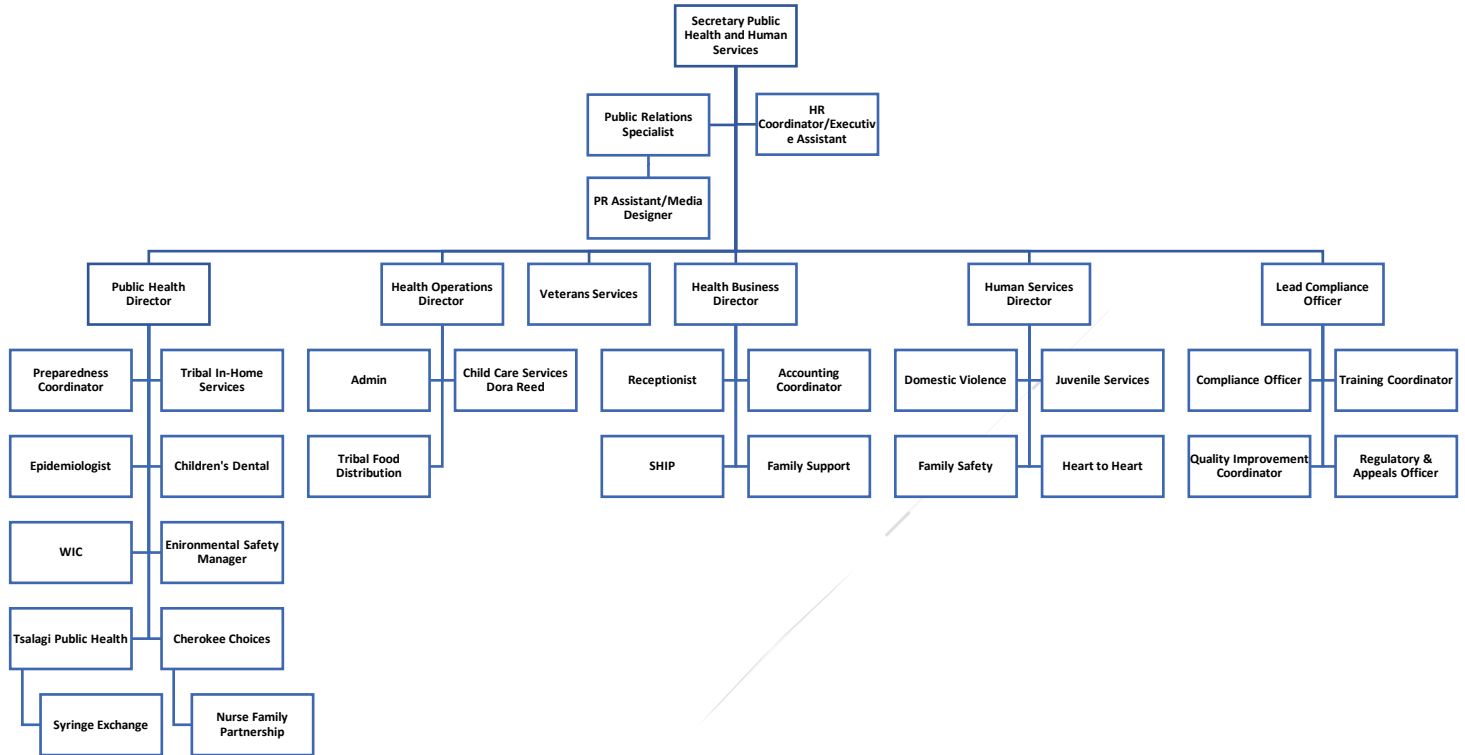 Secretary Public
Health and Human
Services
Public Relations
Specialist
HR
Coordinator/Executiv
e Assistant
PR Assistant/Media
Designer
Public Health
Director
Health Operations
Director
Veterans Services
Health Business
Director
Human Services
Director
Lead Compliance
Officer
Preparedness
Coordinator
Tribal In-Home
Services
Admin
Child Care Services
Dora Reed
Receptionist
Accounting
Coordinator
Domestic Violence
Juvenile Services
Compliance Officer
Training Coordinator
Epidemiologist
Children's Dental
Tribal Food
Distribution
SHIP
Family Support
Family Safety
Heart to Heart
Quality Improvement
Coordinator
Regulatory &
Appeals Officer
WIC
Enironmental Safety
Manager
Tsalagi Public Health
Cherokee Choices
Syringe Exchange
Nurse Family
Partnership